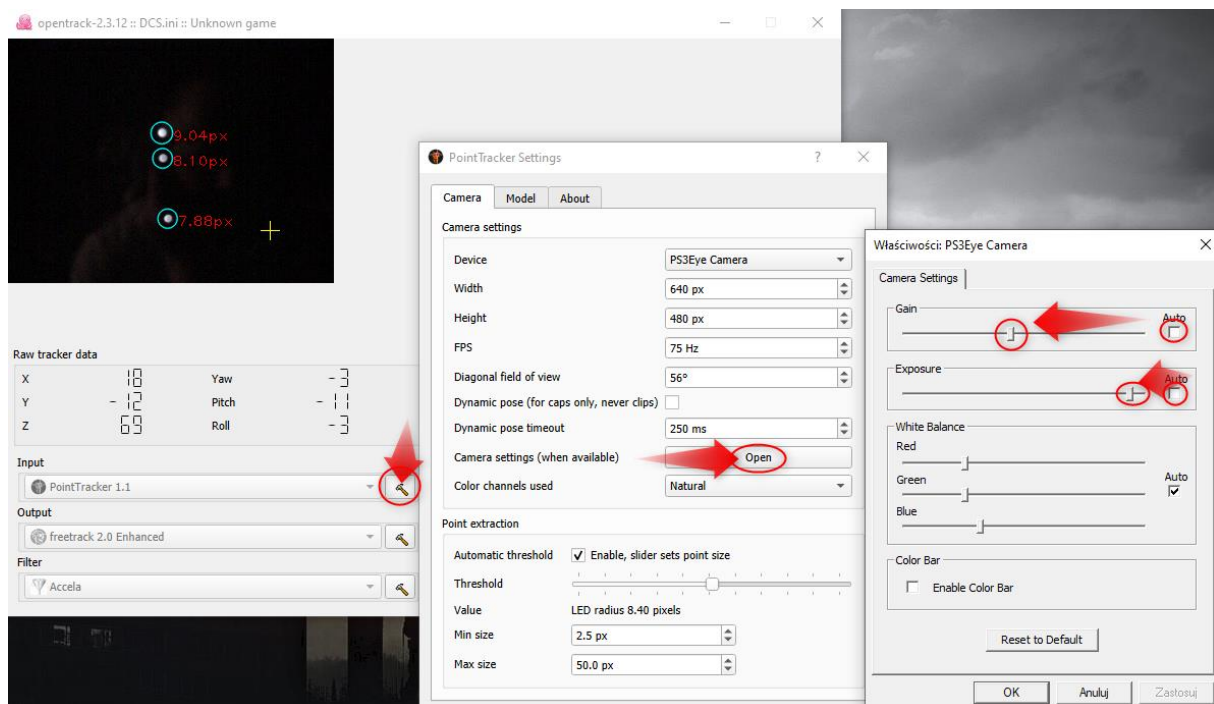 opentrack-2.3.12 :: DCS.ini :: Unknown game
9.04px
8.10px
7.88px
Raw tracker data
X 18 Yaw -3
Y -12 Pitch -11
Z 69 Roll -3
Input
PointTracker 1.1
Output
freetrack 2.0 Enhanced
Filter
Accela
PointTracker Settings
Camera Model About
Camera settings
Device PS3Eye Camera
Width 640 px
Height 480 px
FPS 75 Hz
Diagonal field of view 56°
Dynamic pose (for caps only, never clips)
Dynamic pose timeout 250 ms
Camera settings (when available) Open
Color channels used Natural
Point extraction
Automatic threshold Enable, slider sets point size
Threshold
Value LED radius 8.40 pixels
Min size 2.5 px
Max size 50.0 px
Właściwości: PS3Eye Camera
Camera Settings
Gain
Auto
Exposure
Auto
White Balance
Red
Green
Auto
Blue
Color Bar
Enable Color Bar
Reset to Default
OK Anuluj Zastosuj